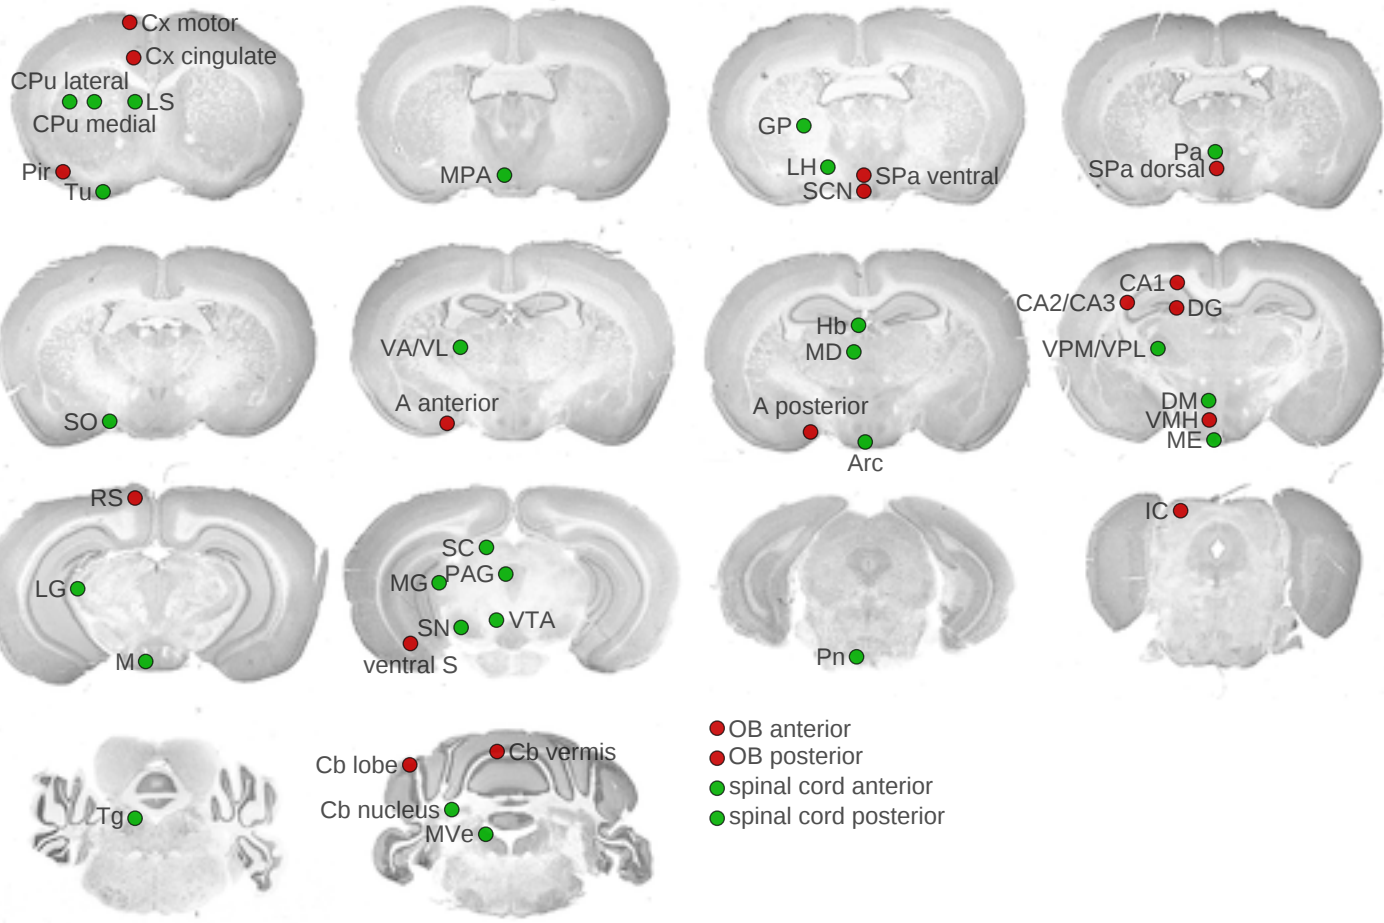 Cx motor
Cx cingulate
CPu lateral
LS
CPu medial
Pir
Tu
MPA
GP
LH
SPa ventral
SCN
Pa
SPa dorsal
SO
VA/VL
A anterior
Hb
MD
A posterior
Arc
CA1
CA2/CA3
DG
VPM/VPL
DM
VMH
ME
RS
LG
M
SC
MG
PAG
SN
VTA
ventral S
Pn
IC
Tg
Cb lobe
Cb vermis
Cb nucleus
MVe
OB anterior
OB posterior
spinal cord anterior
spinal cord posterior